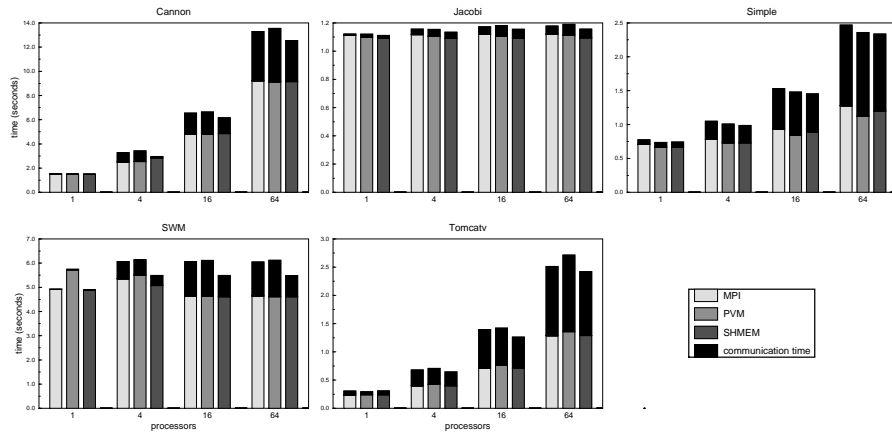 Cannon
14.0
12.0
10.0
8.0
6.0
4.0
2.0
0.0
time (seconds)
1 4 16 64
Jacobi
1.2
1.0
0.8
0.6
0.4
0.2
0.0
1 4 16 64
Simple
2.5
2.0
1.5
1.0
0.5
0.0
1 4 16 64
SWM
7.0
6.0
5.0
4.0
3.0
2.0
1.0
0.0
time (seconds)
1 4 16 64
processors
Tomcatv
3.0
2.5
2.0
1.5
1.0
0.5
0.0
1 4 16 64
processors
MPI
PVM
SHMEM
communication time